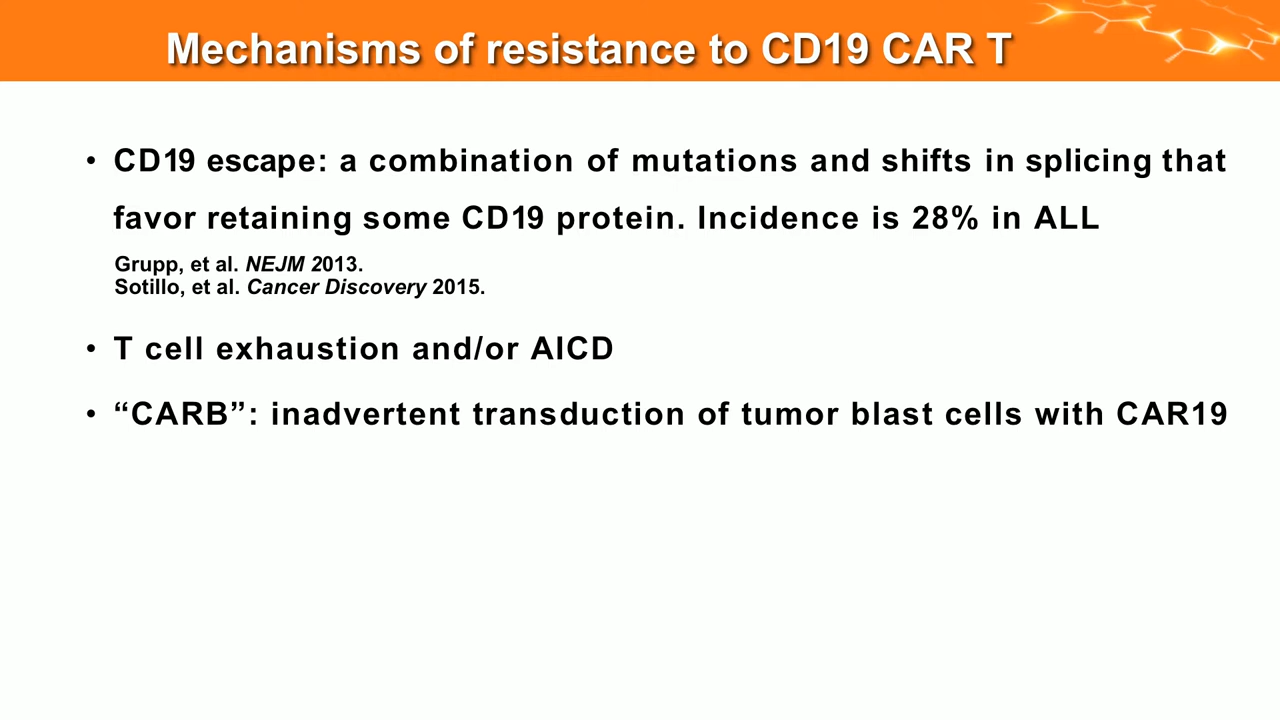 Mechanisms of resistance to CD19 CAR T
• CD19 escape: a combination of mutations and shifts in splicing that
favor retaining some CD19 protein. Incidence is 28% in ALL
Grupp, et al. NEJM 2013.
Sotillo, et al. Cancer Discovery 2015.
• T cell exhaustion and/or AICD
• “CARB”: inadvertent transduction of tumor blast cells with CAR19